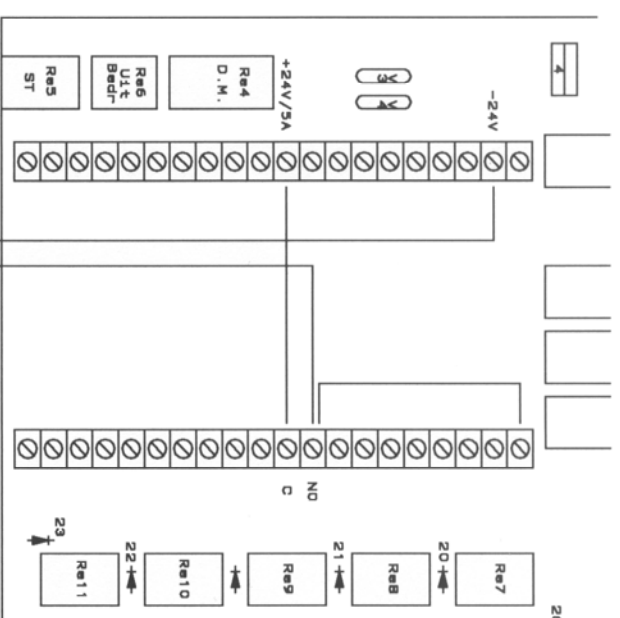 Re5
ST
Re6
Uit
Bedr
Re4
D.M.
+24V/5A
V3
V4
-24V
4
C
NO
23
22
21
20
Re11
Re10
Re9
Re8
Re7